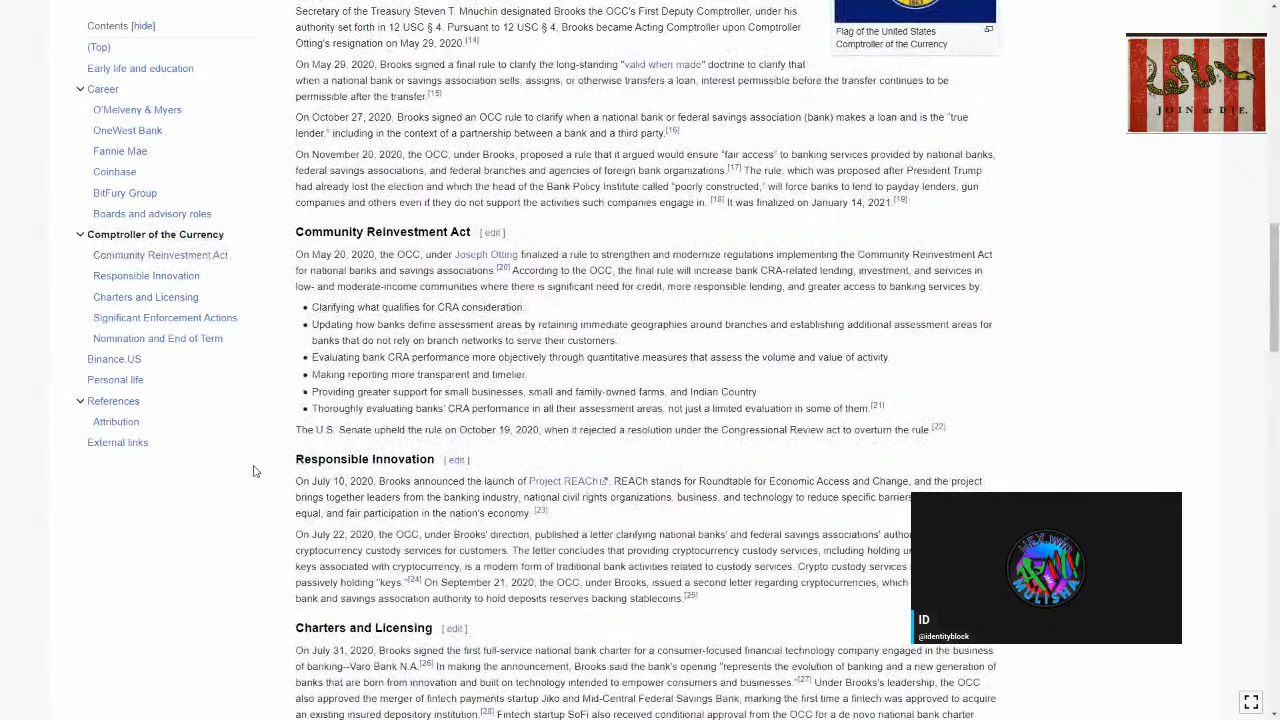 Contents [hide]
(Top)
Early life and education
Career
O'Melveny & Myers
OneWest Bank
Fannie Mae
Coinbase
BitFury Group
Boards and advisory roles
Comptroller of the Currency
Community Reinvestment Act
Responsible Innovation
Charters and Licensing
Significant Enforcement Actions
Nomination and End of Term
Binance.US
Personal life
References
Attribution
External links
Secretary of the Treasury Steven T. Mnuchin designated Brooks the OCC's First Deputy Comptroller, under his
authority set forth in 12 USC § 4. Pursuant to 12 USC § 4, Brooks became Acting Comptroller upon Comptroller
Otting's resignation on May 29, 2020.[14]
On May 29, 2020, Brooks signed a final rule to clarify the long-standing "valid when made" doctrine to clarify that
when a national bank or savings association sells, assigns, or otherwise transfers a loan, interest permissible before the transfer continues to be
permissible after the transfer.[15]
On October 27, 2020, Brooks signed an OCC rule to clarify when a national bank or federal savings association (bank) makes a loan and is the "true
lender," including in the context of a partnership between a bank and a third party.[16]
On November 20, 2020, the OCC, under Brooks, proposed a rule that it argued would ensure "fair access" to banking services provided by national banks,
federal savings associations, and federal branches and agencies of foreign bank organizations.[17] The rule, which was proposed after President Trump
had already lost the election and which the head of the Bank Policy Institute called "poorly constructed," will force banks to lend to payday lenders, gun
companies and others even if they do not support the activities such companies engage in. [18] It was finalized on January 14, 2021.[19]
Community Reinvestment Act [ edit ]
On May 20, 2020, the OCC, under Joseph Otting finalized a rule to strengthen and modernize regulations implementing the Community Reinvestment Act
for national banks and savings associations.[20] According to the OCC, the final rule will increase bank CRA-related lending, investment, and services in
low- and moderate-income communities where there is significant need for credit, more responsible lending, and greater access to banking services by:
• Clarifying what qualifies for CRA consideration.
• Updating how banks define assessment areas by retaining immediate geographies around branches and establishing additional assessment areas for
banks that do not rely on branch networks to serve their customers.
• Evaluating bank CRA performance more objectively through quantitative measures that assess the volume and value of activity.
• Making reporting more transparent and timelier.
• Providing greater support for small businesses, small and family-owned farms, and Indian Country
• Thoroughly evaluating banks' CRA performance in all their assessment areas, not just a limited evaluation in some of them.[21]
The U.S. Senate upheld the rule on October 19, 2020, when it rejected a resolution under the Congressional Review act to overturn the rule.[22]
Responsible Innovation [ edit ]
On July 10, 2020, Brooks announced the launch of Project REACh. REACh stands for Roundtable for Economic Access and Change, and the project
brings together leaders from the banking industry, national civil rights organizations, business, and technology to reduce specific barriers
equal, and fair participation in the nation's economy. [23]
On July 22, 2020, the OCC, under Brooks' direction, published a letter clarifying national banks' and federal savings associations'
cryptocurrency custody services for customers. The letter concludes that providing cryptocurrency custody services, including holding
keys associated with cryptocurrency, is a modern form of traditional bank activities related to custody services. Crypto custody services
passively holding "keys."[24] On September 21, 2020, the OCC, under Brooks, issued a second letter regarding cryptocurrencies, which
bank and savings association authority to hold deposits reserves backing stablecoins.[25]
Charters and Licensing [ edit ]
On July 31, 2020, Brooks signed the first full-service national bank charter for a consumer-focused financial technology company engaged in the business
of banking--Varo Bank N.A.[26] In making the announcement, Brooks said the bank's opening "represents the evolution of banking and a new generation of
banks that are born from innovation and built on technology intended to empower consumers and businesses."[27] Under Brooks's leadership, the OCC
also approved the merger of fintech payments startup Jiko and Mid-Central Federal Savings Bank, marking the first time a fintech was approved to acquire
an existing insured depository institution.[28] Fintech startup SoFi also received conditional approval from the OCC for a de novo national bank charter
Flag of the United States
Comptroller of the Currency
JOIN or DIE.
HEX.WIN
MULISHA
ID
@identityblock